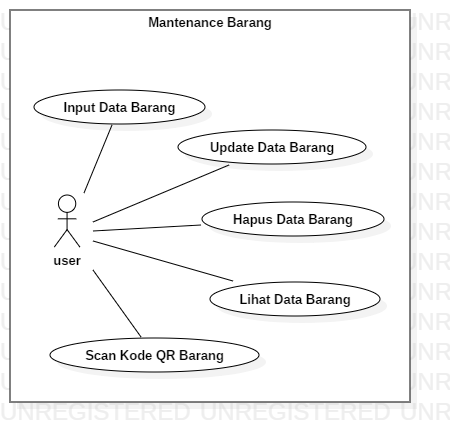 Mantenance Barang
Input Data Barang
Update Data Barang
Hapus Data Barang
user
Lihat Data Barang
Scan Kode QR Barang
UNREGISTERED UNREGISTERED UNR